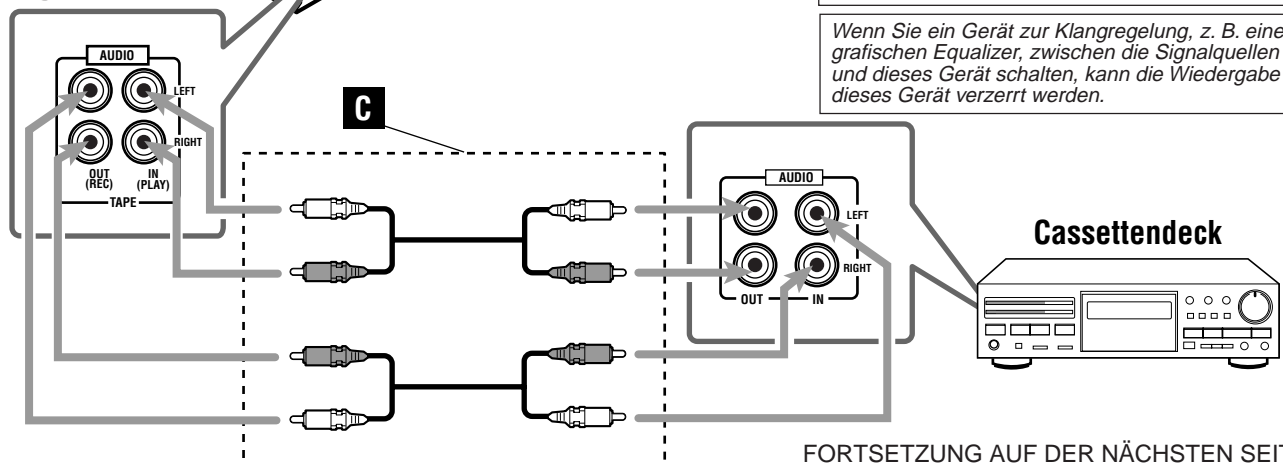 Wenn Sie ein Gerät zur Klangregelung, z. B. eine
grafischen Equalizer, zwischen die Signalquellen
und dieses Gerät schalten, kann die Wiedergabe
dieses Gerät verzerrt werden.
AUDIO
LEFT
RIGHT
OUT
(REC)
IN
(PLAY)
TAPE
C
AUDIO
LEFT
RIGHT
OUT
IN
Cassettendeck
FORTSETZUNG AUF DER NÄCHSTEN SEIT